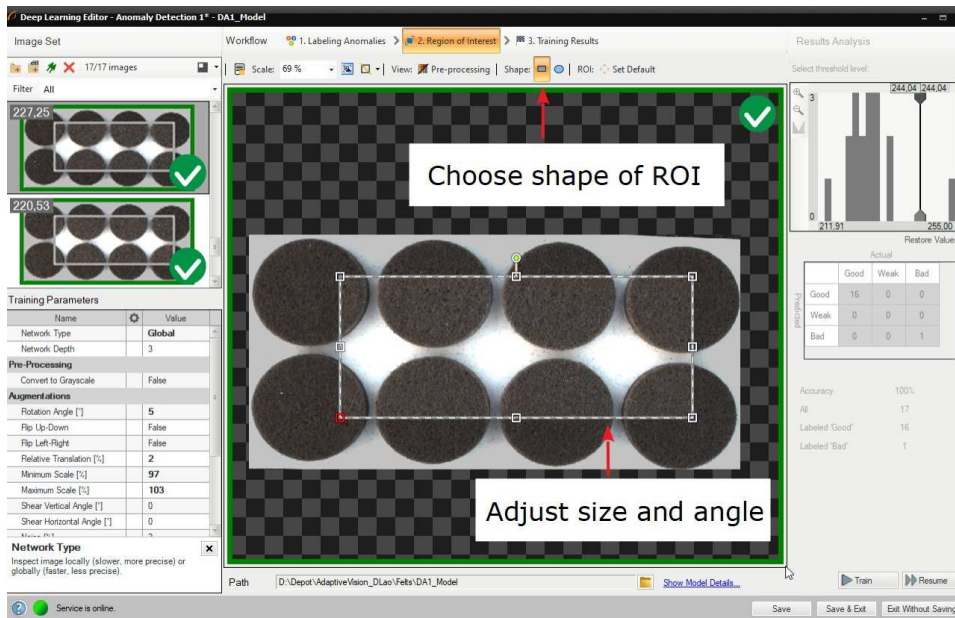 Deep Learning Editor - Anomaly Detection 1* - DA1_Model
Image Set
Workflow
1. Labeling Anomalies
2. Region of Interest
3. Training Results
Results Analysis
17/17 images
Scale: 69 %
View: Pre-processing
Shape:
ROI: Set Default
Select threshold level:
Filter All
227,25
220,53
Choose shape of ROI
Adjust size and angle
244,04 244,04
3
0
211,91
255,00
Restore Value
Actual
Good Weak Bad
Predicted
Good 16 0 0
Weak 0 0 0
Bad 0 0 1
Accuracy 100%
All 17
Labeled 'Good' 16
Labeled 'Bad' 1
Training Parameters
Name Value
Network Type Global
Network Depth 3
Pre-Processing
Convert to Grayscale False
Augmentations
Rotation Angle [°] 5
Flip Up-Down False
Flip Left-Right False
Relative Translation [%] 2
Minimum Scale [%] 97
Maximum Scale [%] 103
Shear Vertical Angle [°] 0
Shear Horizontal Angle [°] 0
Network Type
Inspect image locally (slower, more precise) or
globally (faster, less precise).
Path D:\Depot\AdaptiveVision_DLao\Felts\DA1_Model
Show Model Details...
Train
Resume
Service is online.
Save
Save & Exit
Exit Without Saving